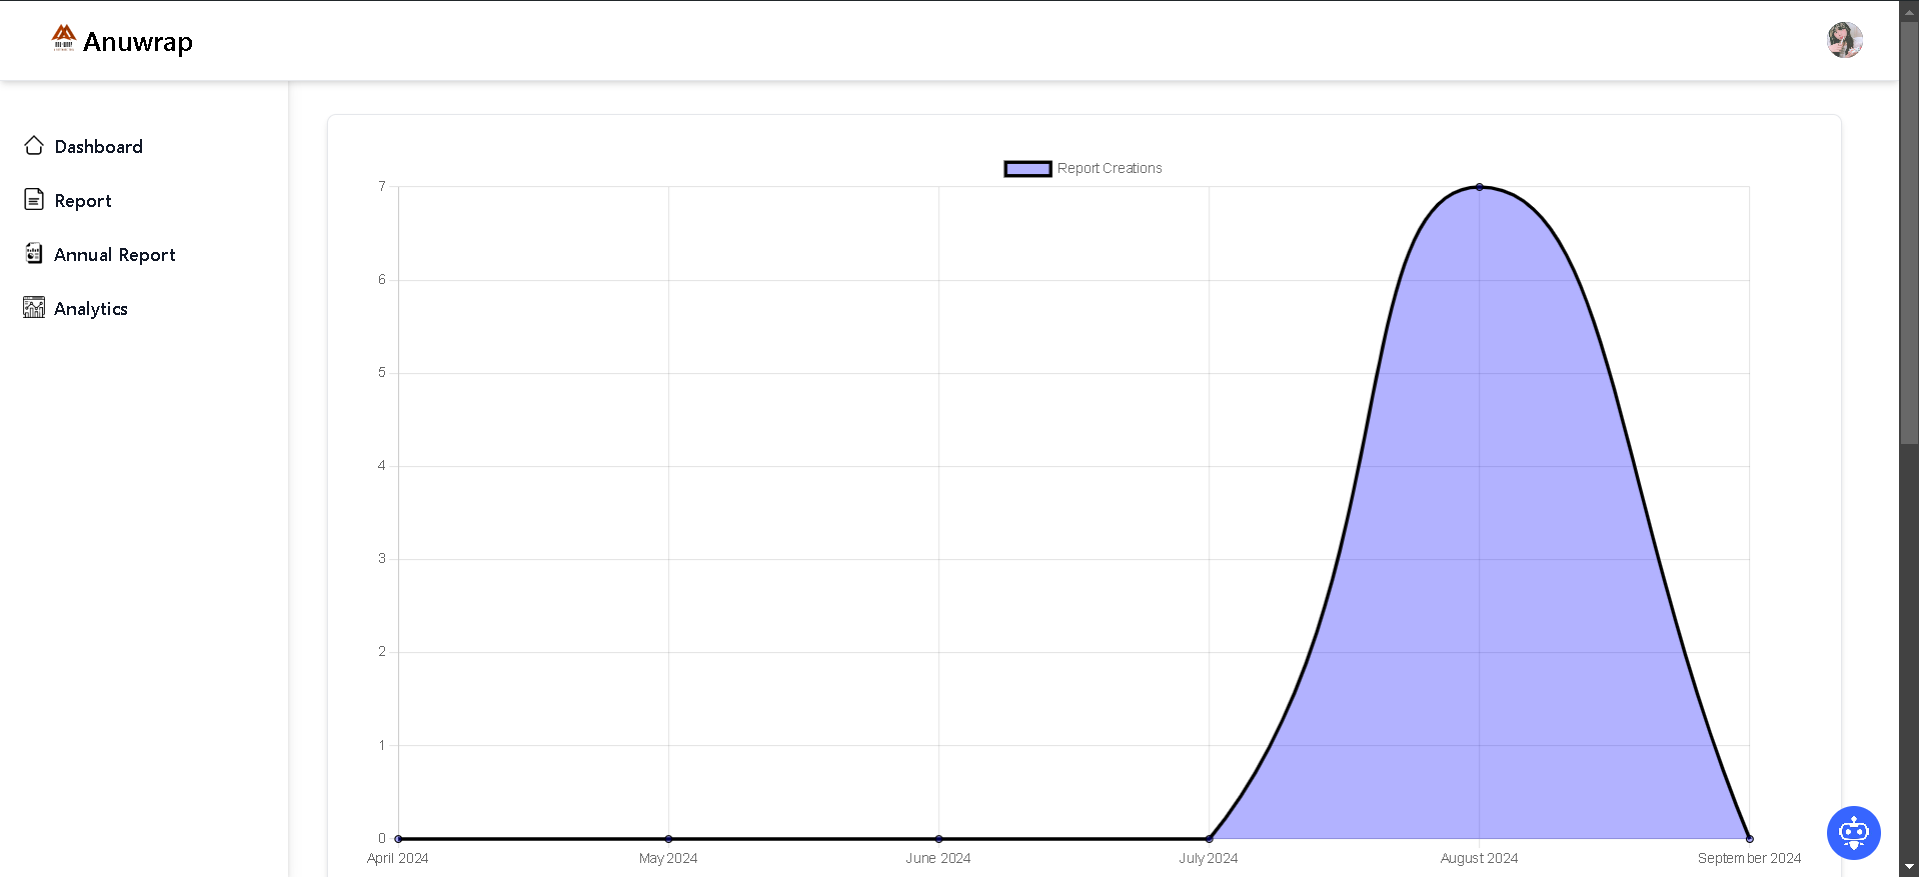 Anuwrap
Dashboard
Report
Annual Report
Analytics
Report Creations
7
6
5
4
3
2
1
0
April 2024
May 2024
June 2024
July 2024
August 2024
September 2024